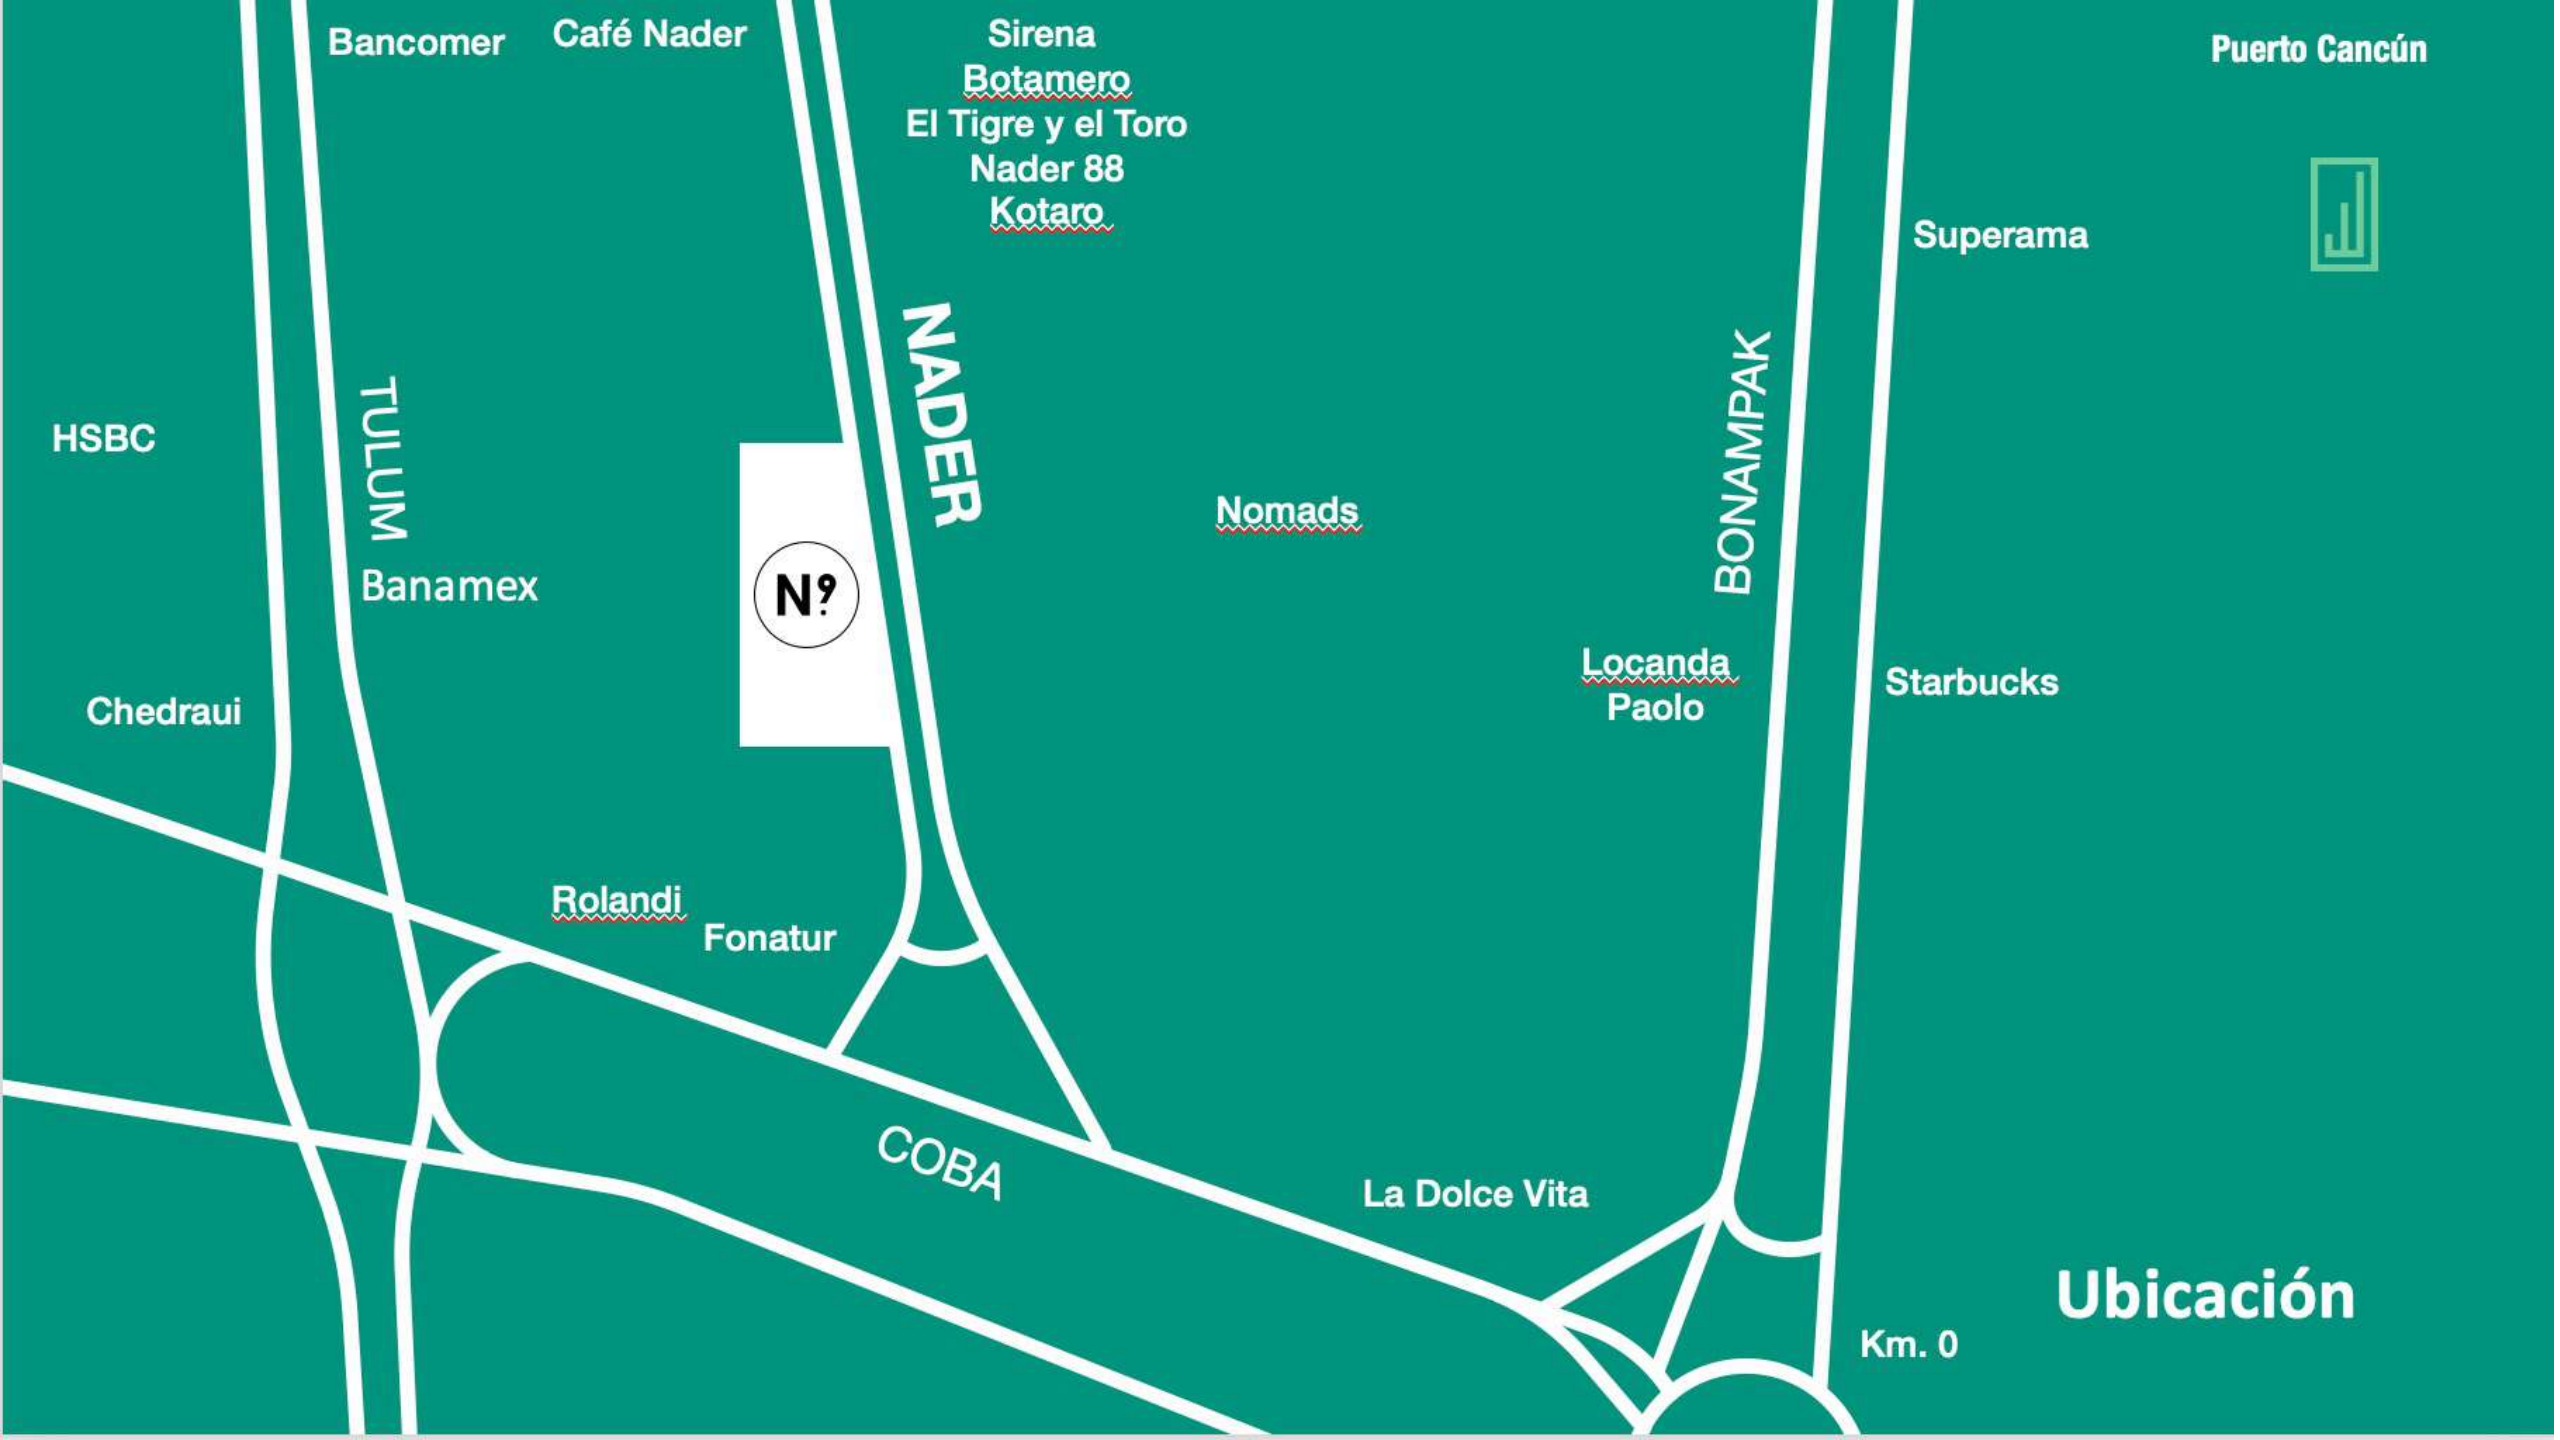 Bancomer
Café Nader
Sirena
Botamero
El Tigre y el Toro
Nader 88
Kotaro
Puerto Cancún
Superama
NADER
BONAMPAK
TULUM
HSBC
Nomads
Banamex
Nº
Locanda
Paolo
Starbucks
Chedraui
Rolandi
Fonatur
COBA
La Dolce Vita
Ubicación
Km. 0